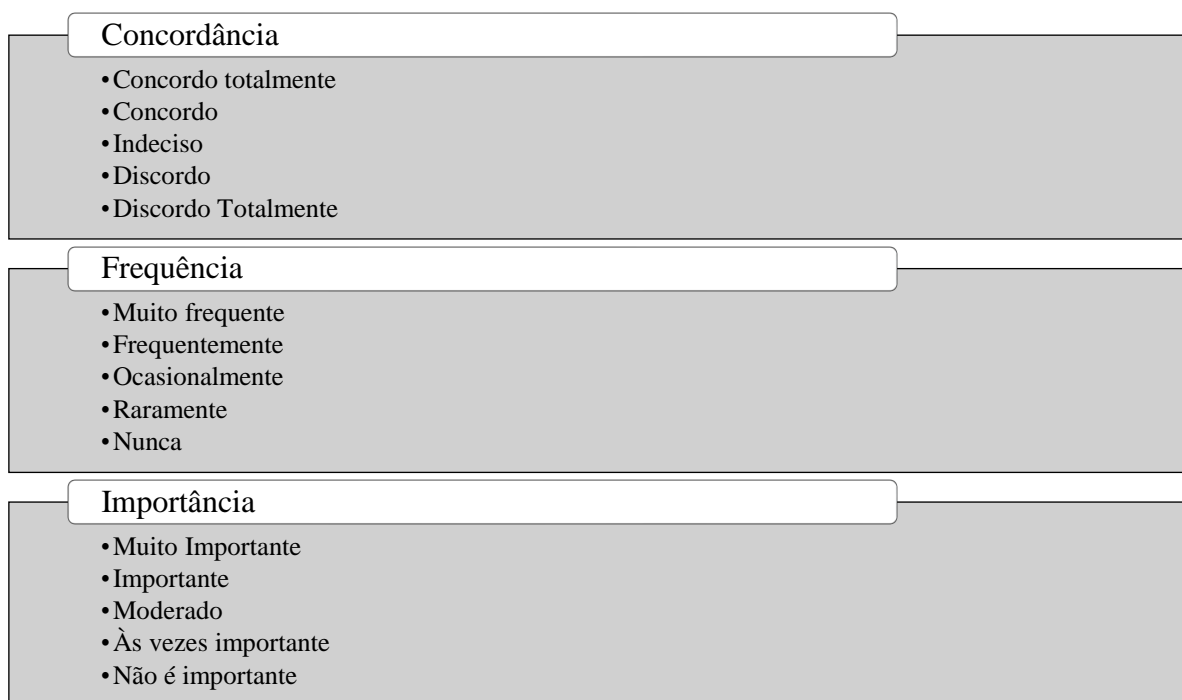 Concordância
•Concordo totalmente
•Concordo
•Indeciso
•Discordo
•Discordo Totalmente
Frequência
•Muito frequente
•Frequentemente
•Ocasionalmente
•Raramente
•Nunca
Importância
•Muito Importante
•Importante
•Moderado
•Às vezes importante
•Não é importante